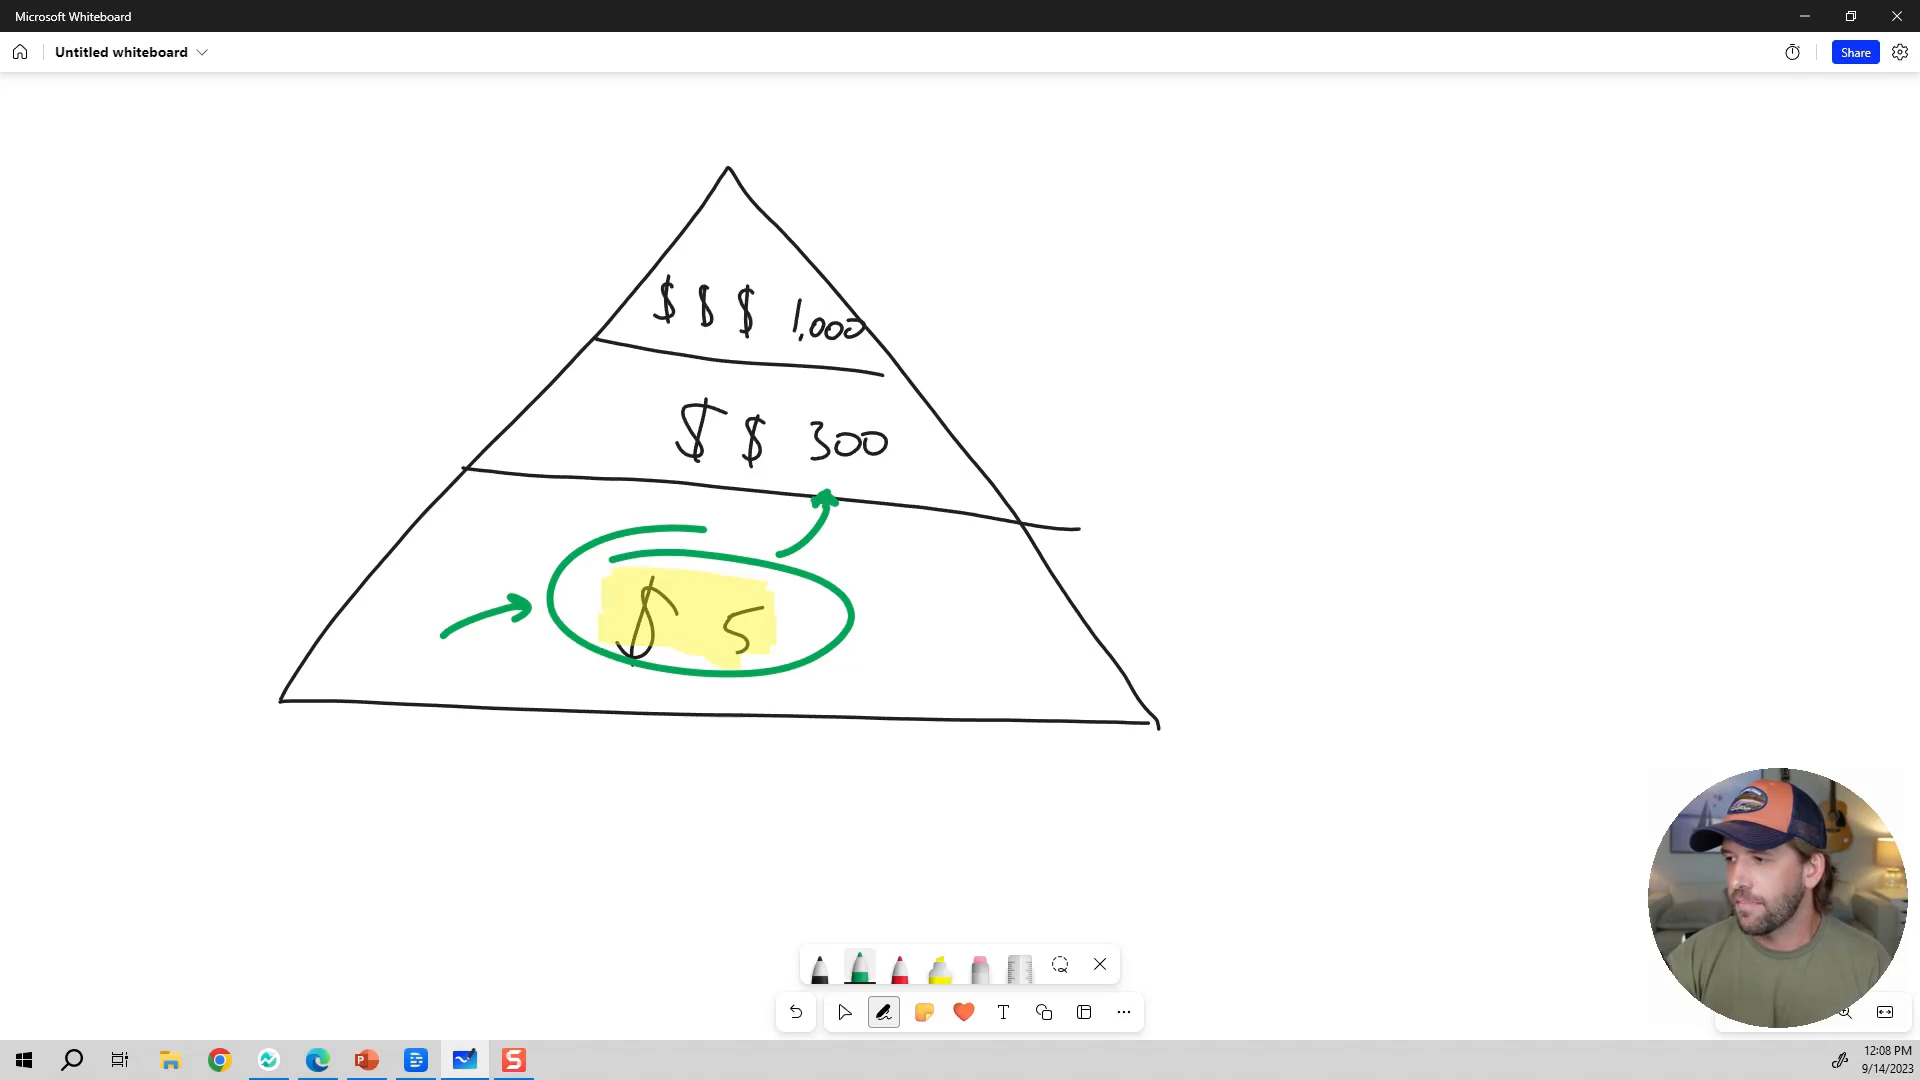 Microsoft Whiteboard
Untitled whiteboard
Share
$ $ $ 1,000
$ $ 300
$ 5
12:08 PM
9/14/2023